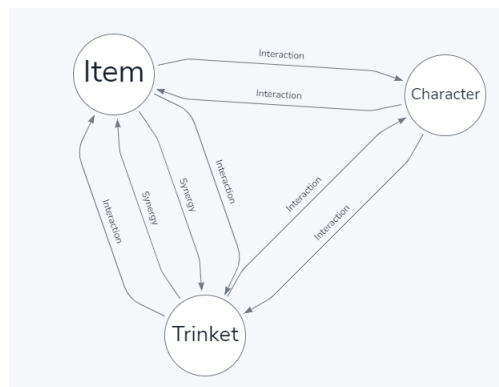 Interaction
Item
Character
Interaction
Interaction
Synergy
Synergy
Interaction
Interaction
Interaction
Trinket